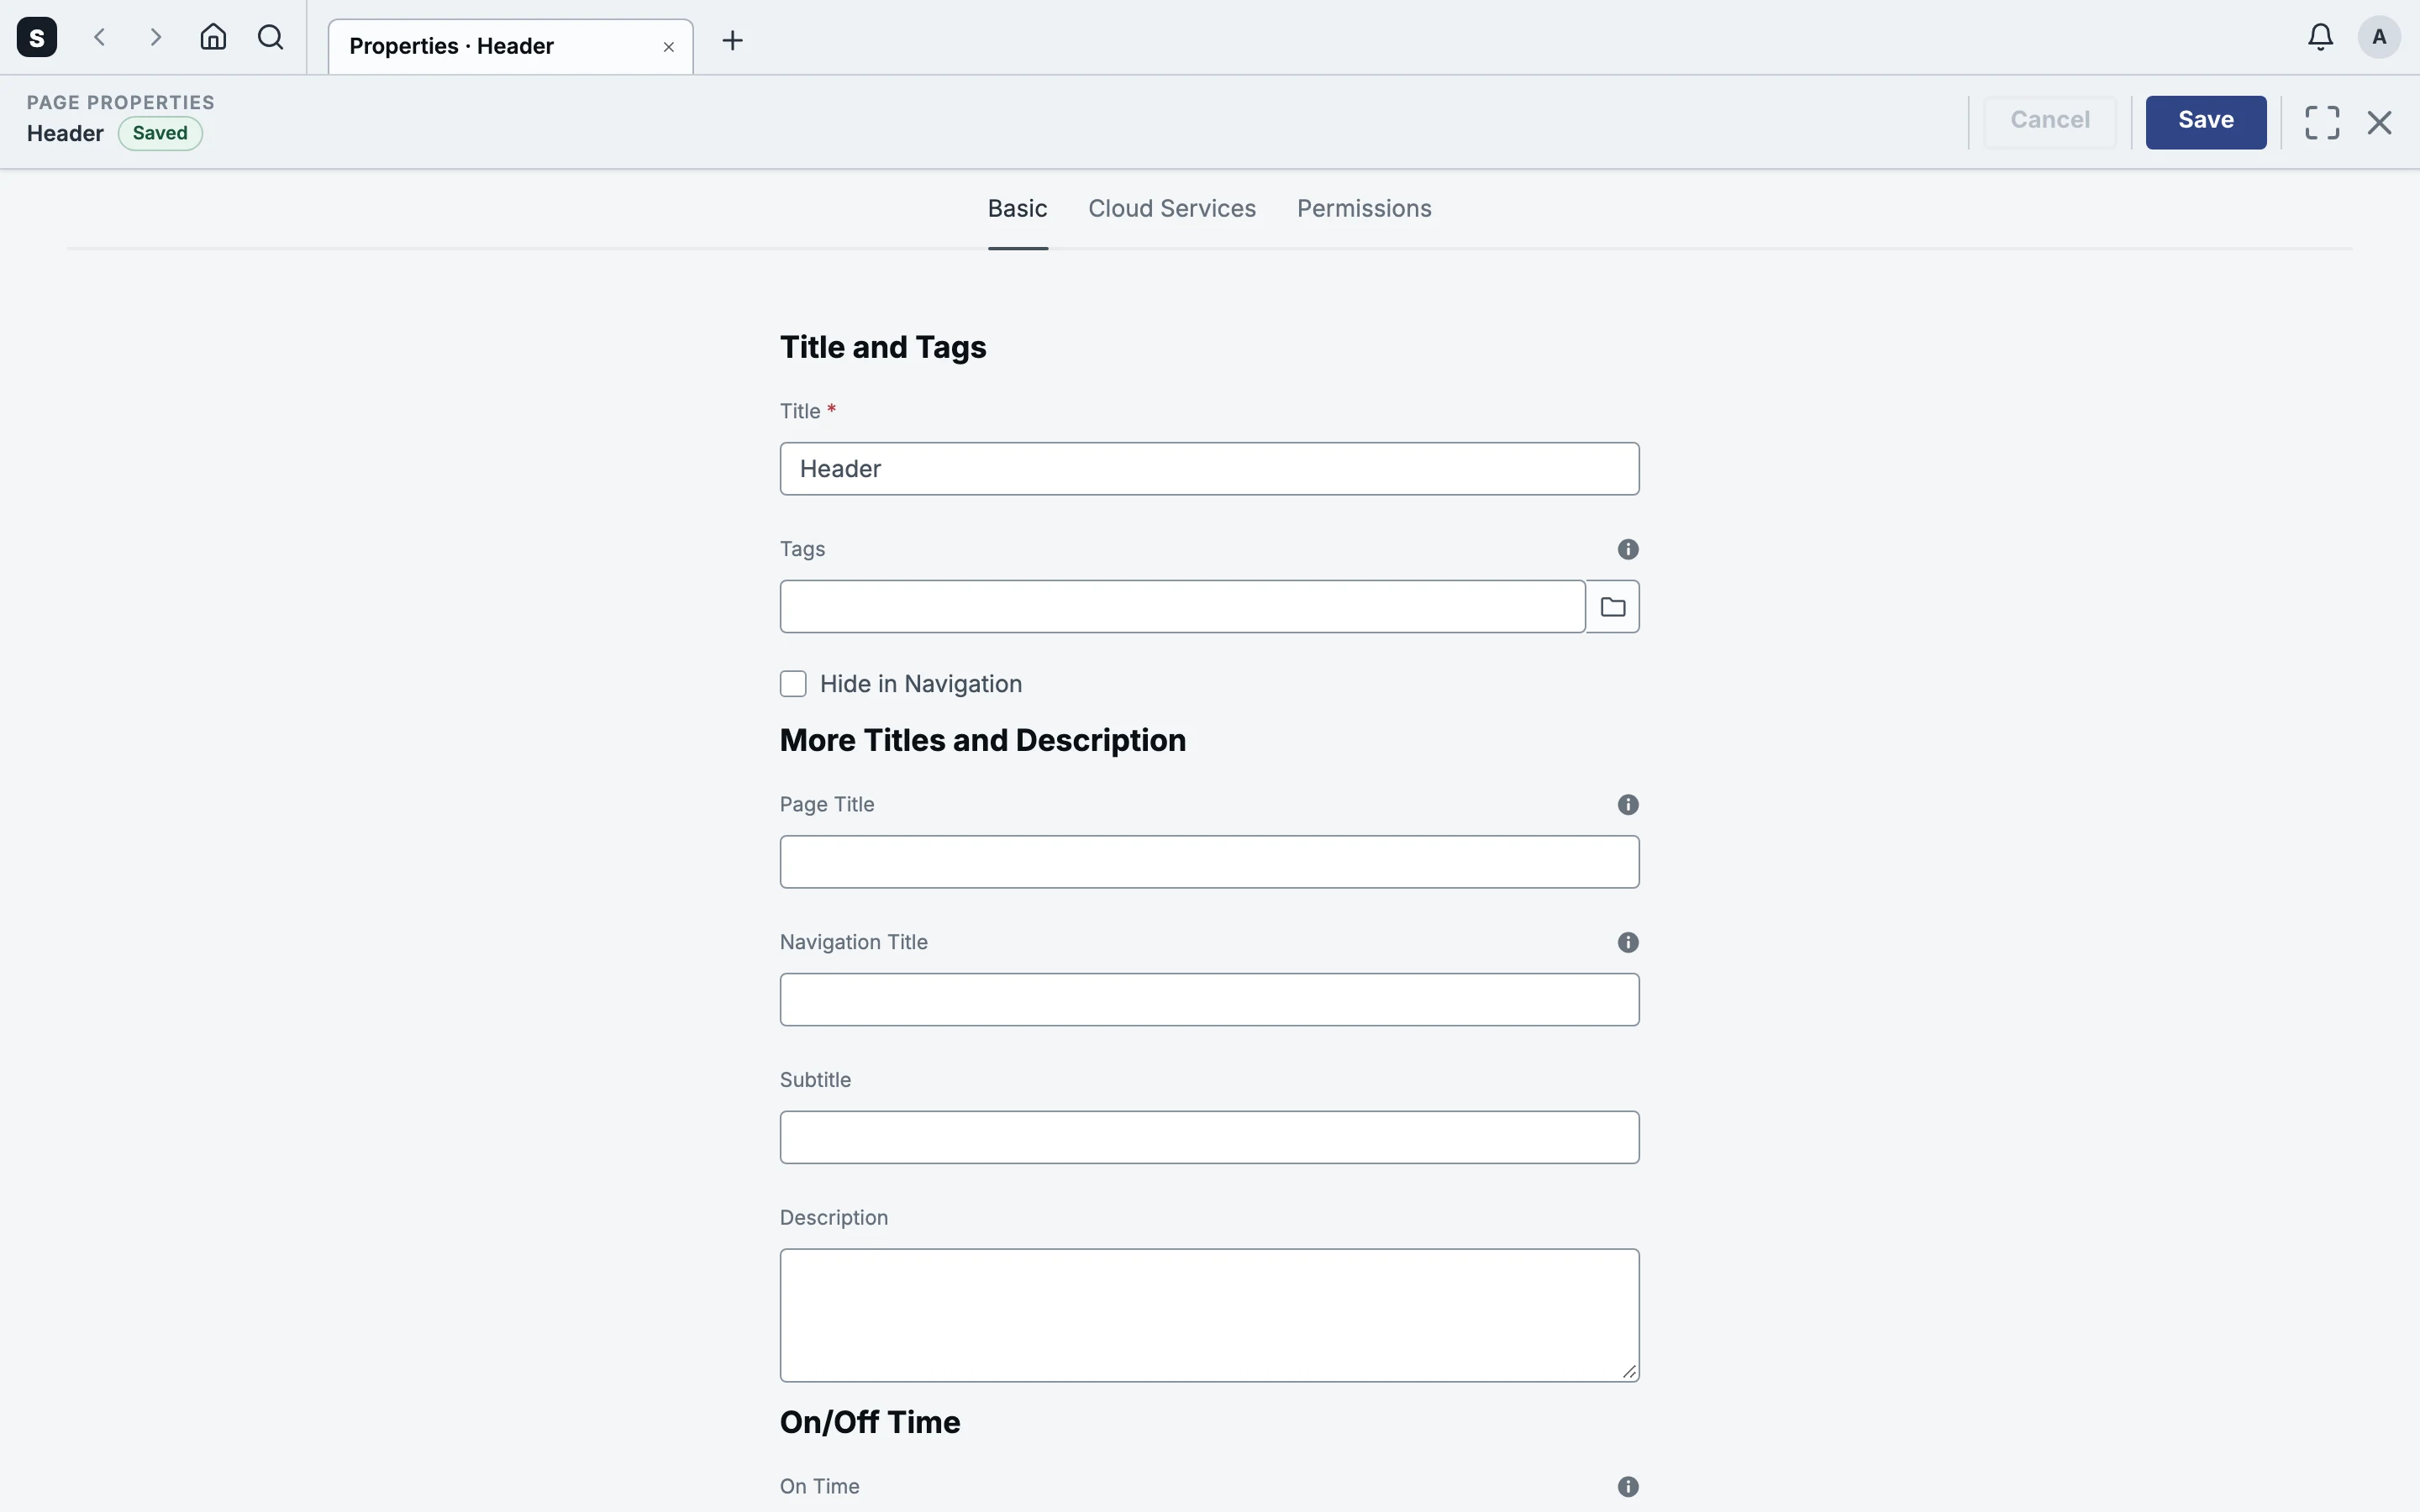 S
Properties · Header
A
PAGE PROPERTIES
Header
Saved
Cancel
Save
Basic
Cloud Services
Permissions
Title and Tags
Title *
Header
Tags
Hide in Navigation
More Titles and Description
Page Title
Navigation Title
Subtitle
Description
On/Off Time
On Time